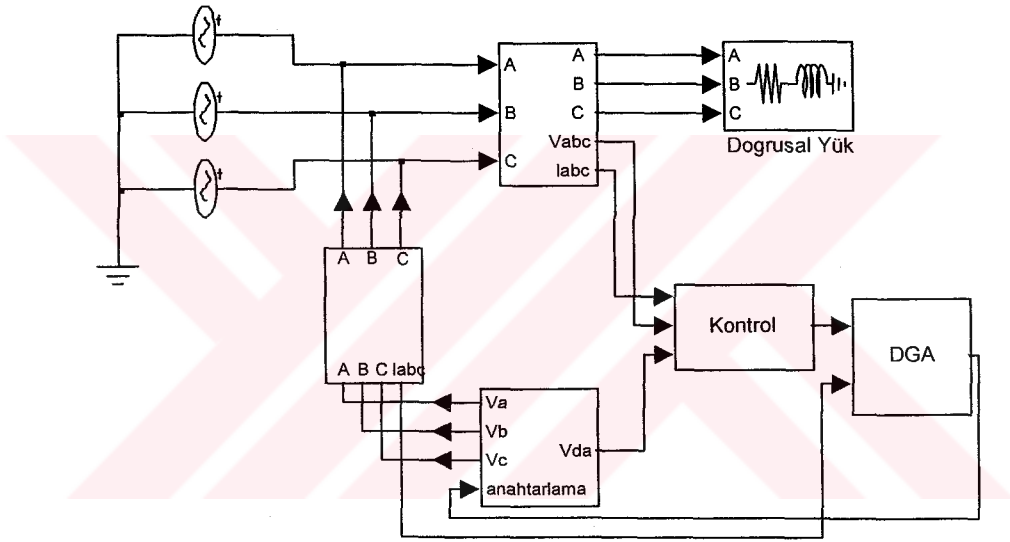 t
t
t
A
B
C
A
B
C
Vabc
Iabc
A
B
C
Dogrusal Yük
A B C
A B C Iabc
Va
Vb
Vc
Vda
anahtarlama
Kontrol
DGA